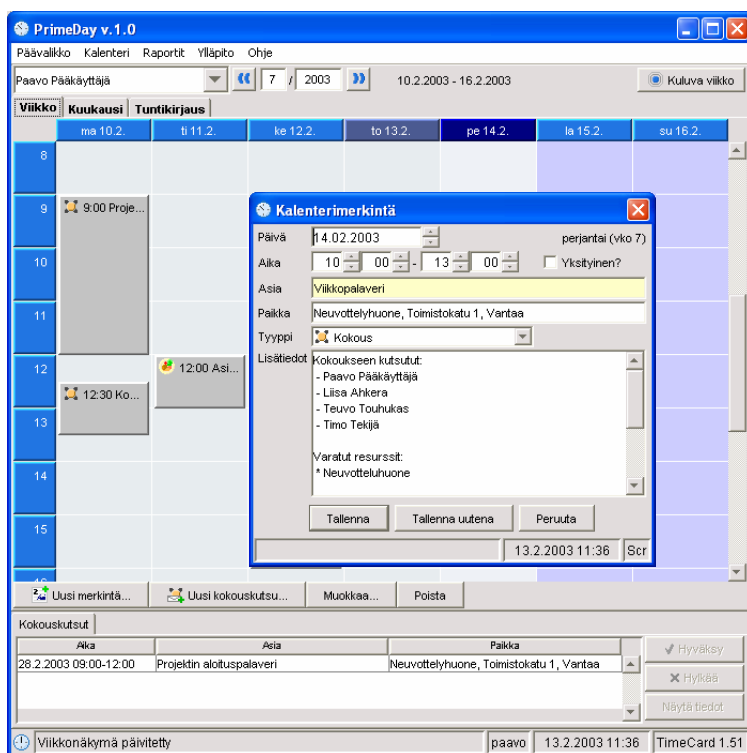 PrimeDay v.1.0
Päävalikko Kalenteri Raportit Ylläpito Ohje
Paavo Pääkäyttäjä 7 / 2003 10.2.2003 - 16.2.2003 Kuluva viikko
Viikko Kuukausi Tuntikirjaus
ma 10.2. ti 11.2. ke 12.2. to 13.2. pe 14.2. la 15.2. su 16.2.
8
9 9:00 Proje...
10
11
12 12:00 Asi...
12:30 Ko...
13
14
15
16
Kalenterimerkintä
Päivä 14.02.2003 perjantai (vko 7)
Aika 10 00 - 13 00 Yksityinen?
Asia Viikkopalaveri
Paikka Neuvottelyhuone, Toimistokatu 1, Vantaa
Tyyppi Kokous
Lisätiedot Kokoukseen kutsutut:
- Paavo Pääkäyttäjä
- Liisa Ahkera
- Teuvo Touhukas
- Timo Tekijä
Varatut resurssit:
* Neuvotteluhuone
Tallenna Tallenna uutena Peruuta
13.2.2003 11:36 Scr
Uusi merkintä... Uusi kokouskutsu... Muokkaa... Poista
Kokouskutsut
Aika Asia Paikka
28.2.2003 09:00-12:00 Projektin aloituspalaveri Neuvottelyhuone, Toimistokatu 1, Vantaa
Hyväksy
Hylkää
Näytä tiedot
Viikkonäkymä päivitetty paavo 13.2.2003 11:36 TimeCard 1.51